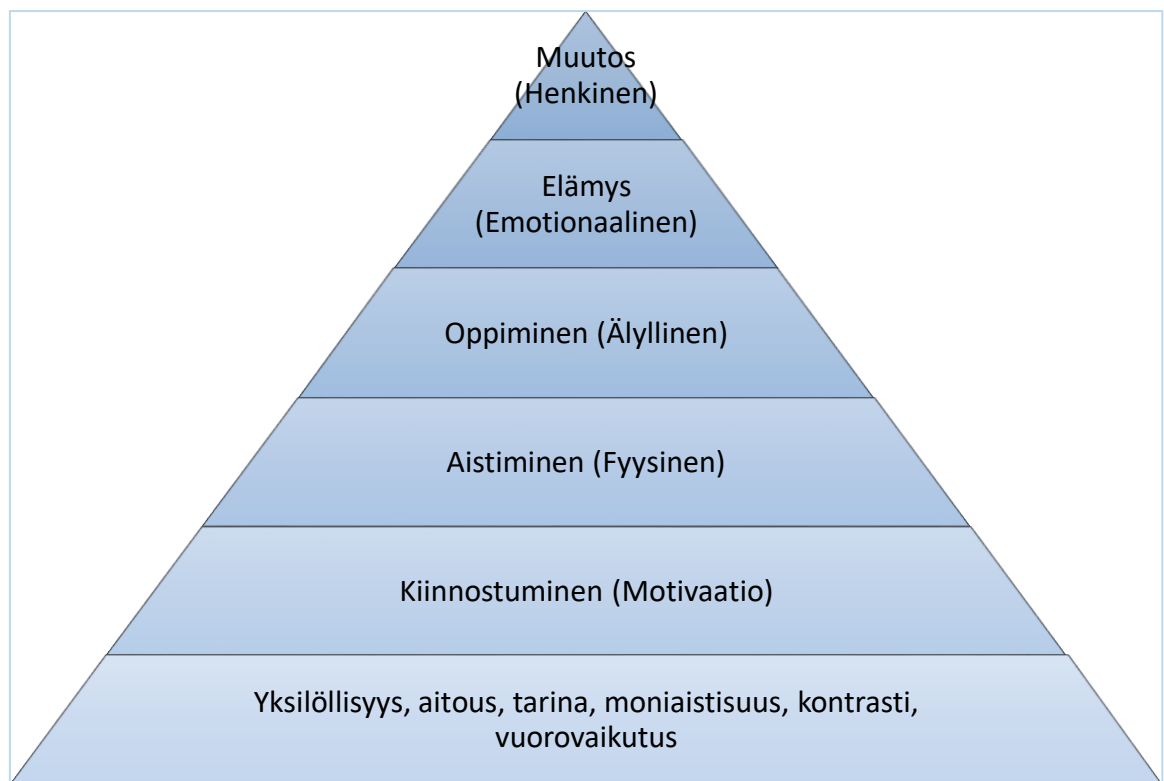 Muutos
(Henkinen)
Elämys
(Emotionaalinen)
Oppiminen (Älyllinen)
Aistiminen (Fyysinen)
Kiinnostuminen (Motivaatio)
Yksilöllisyys, aitous, tarina, moniaistisuus, kontrasti,
vuorovaikutus